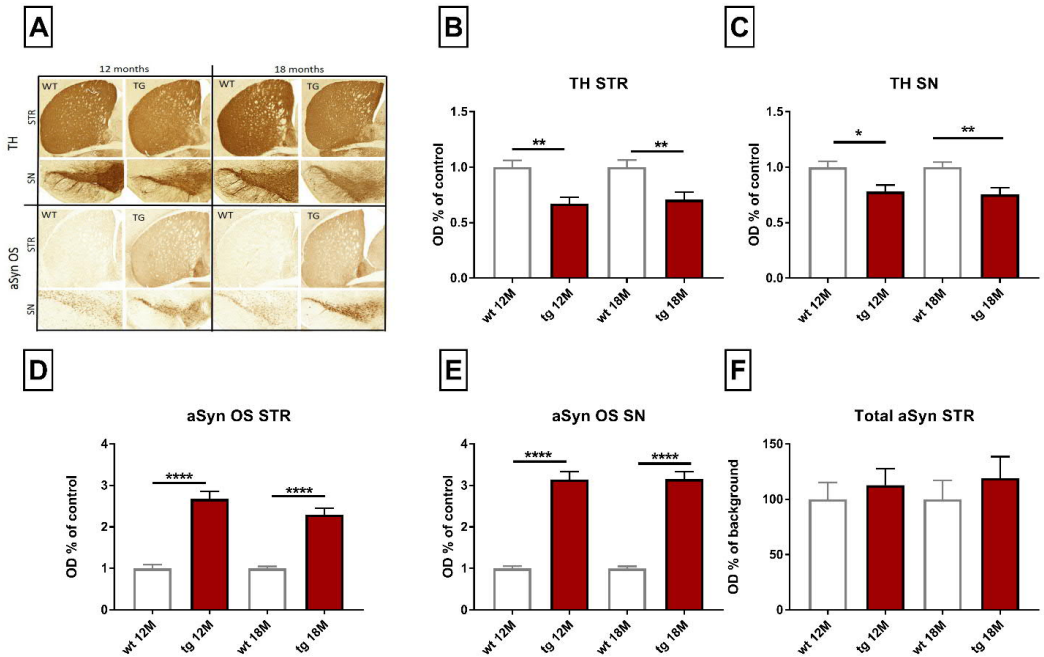 A
12 months 18 months
TH
STR
WT TG WT TG
SN
aSyn OS
STR
WT TG WT TG
SN
B
TH STR
OD % of control
1.5
1.0
0.5
0.0
** **
wt 12M tg 12M wt 18M tg 18M
C
TH SN
OD % of control
1.5
1.0
0.5
0.0
* **
wt 12M tg 12M wt 18M tg 18M
D
aSyn OS STR
OD % of control
4
3
2
1
0
**** ****
wt 12M tg 12M wt 18M tg 18M
E
aSyn OS SN
OD % of control
4
3
2
1
0
**** ****
wt 12M tg 12M wt 18M tg 18M
F
Total aSyn STR
OD % of background
150
100
50
0
wt 12M tg 12M wt 18M tg 18M